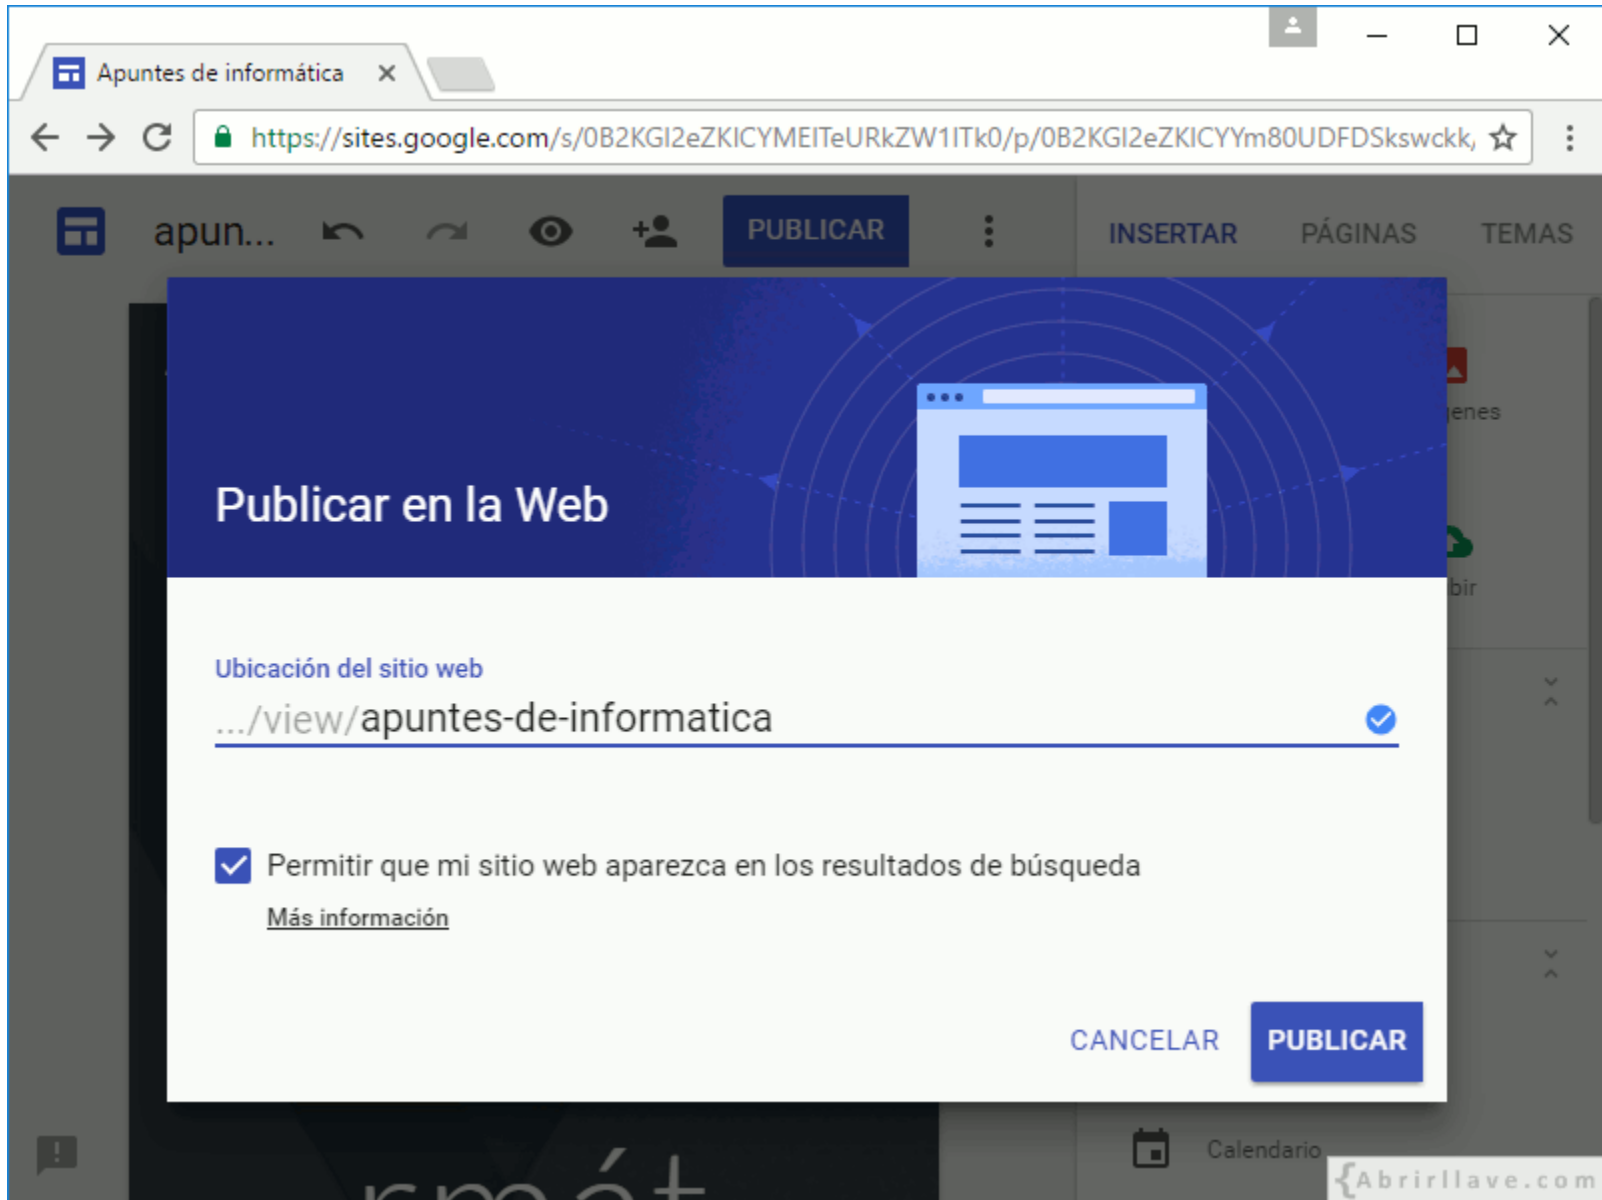 Apuntes de informática
https://sites.google.com/s/0B2KGI2eZKICYMEITeURkZW1ITk0/p/0B2KGI2eZKICYYm80UDFDSkswckk/
apun... PUBLICAR INSERTAR PÁGINAS TEMAS
Publicar en la Web
Ubicación del sitio web
.../view/apuntes-de-informatica
Permitir que mi sitio web aparezca en los resultados de búsqueda
Más información
CANCELAR PUBLICAR
Calendario
{Abrirllave.com